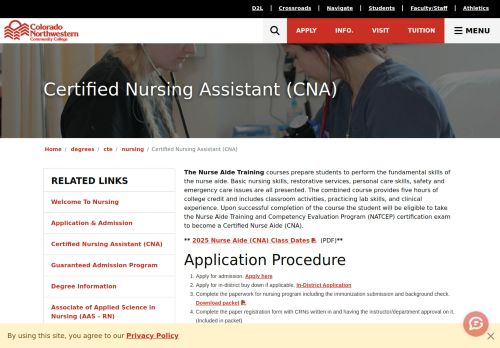 D2L | Crossroads | Navigate | Students | Faculty/Staff | Athletics
Colorado
Northwestern
Community College
APPLY INFO. VISIT TUITION MENU
Certified Nursing Assistant (CNA)
Home / degrees / cte / nursing / Certified Nursing Assistant (CNA)
RELATED LINKS
Welcome To Nursing
Application & Admission
Certified Nursing Assistant (CNA)
Guaranteed Admission Program
Degree Information
Associate of Applied Science in
Nursing (AAS - RN)
The Nurse Aide Training courses prepare students to perform the fundamental skills of
the nurse aide. Basic nursing skills, restorative services, personal care skills, safety and
emergency care issues are all presented. The combined course provides five hours of
college credit and includes classroom activities, practicing lab skills, and clinical
experience. Upon successful completion of the course the student will be eligible to take
the Nurse Aide Training and Competency Evaluation Program (NATCEP) certification exam
to become a Certified Nurse Aide (CNA).
** 2025 Nurse Aide (CNA) Class Dates (PDF)**
Application Procedure
1. Apply for admission. Apply here
2. Apply for in-district buy down if applicable, In-District Application
3. Complete the paperwork for nursing program including the immunization submission and background check.
Download packet
4. Complete the paper registration form with CRNs written in and having the instructor/department approval on it.
(Included in packet)
By using this site, you agree to our Privacy Policy ×